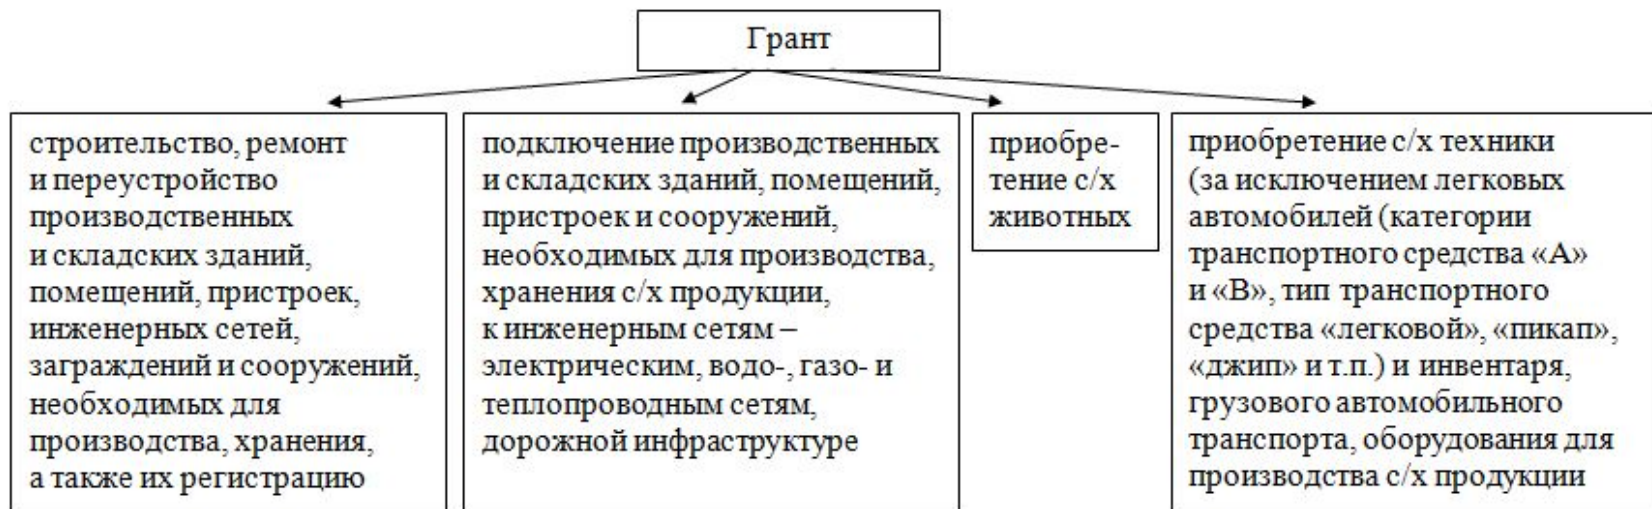 Грант
строительство, ремонт
и переустройство
производственных
и складских зданий,
помещений, пристроек,
инженерных сетей,
заграждений и сооружений,
необходимых для
производства, хранения,
а также их регистрацию
подключение производственных
и складских зданий, помещений,
пристроек и сооружений,
необходимых для производства,
хранения с/х продукции,
к инженерным сетям –
электрическим, водо-, газо- и
теплопроводным сетям,
дорожной инфраструктуре
приобре-
тение с/х
животных
приобретение с/х техники
(за исключением легковых
автомобилей (категории
транспортного средства «А»
и «В», тип транспортного
средства «легковой», «пикап»,
«джип» и т.п.) и инвентаря,
грузового автомобильного
транспорта, оборудования для
производства с/х продукции